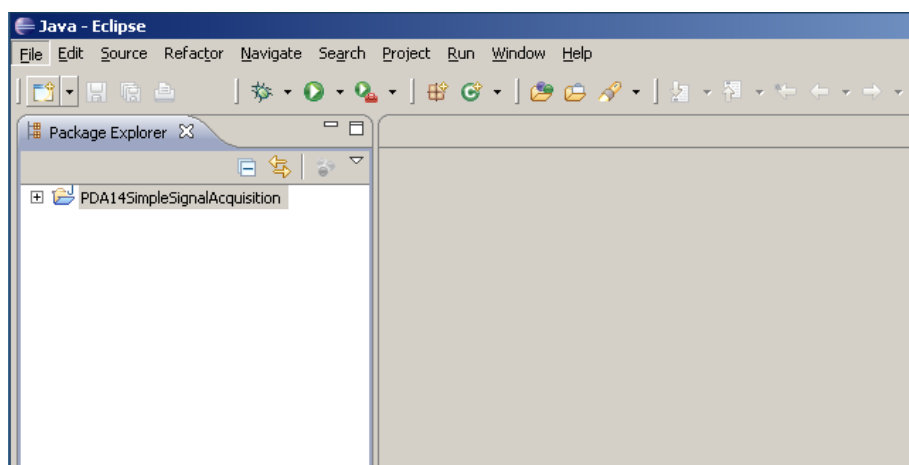 Java - Eclipse
File Edit Source Refactor Navigate Search Project Run Window Help
Package Explorer
PDA14SimpleSignalAcquisition